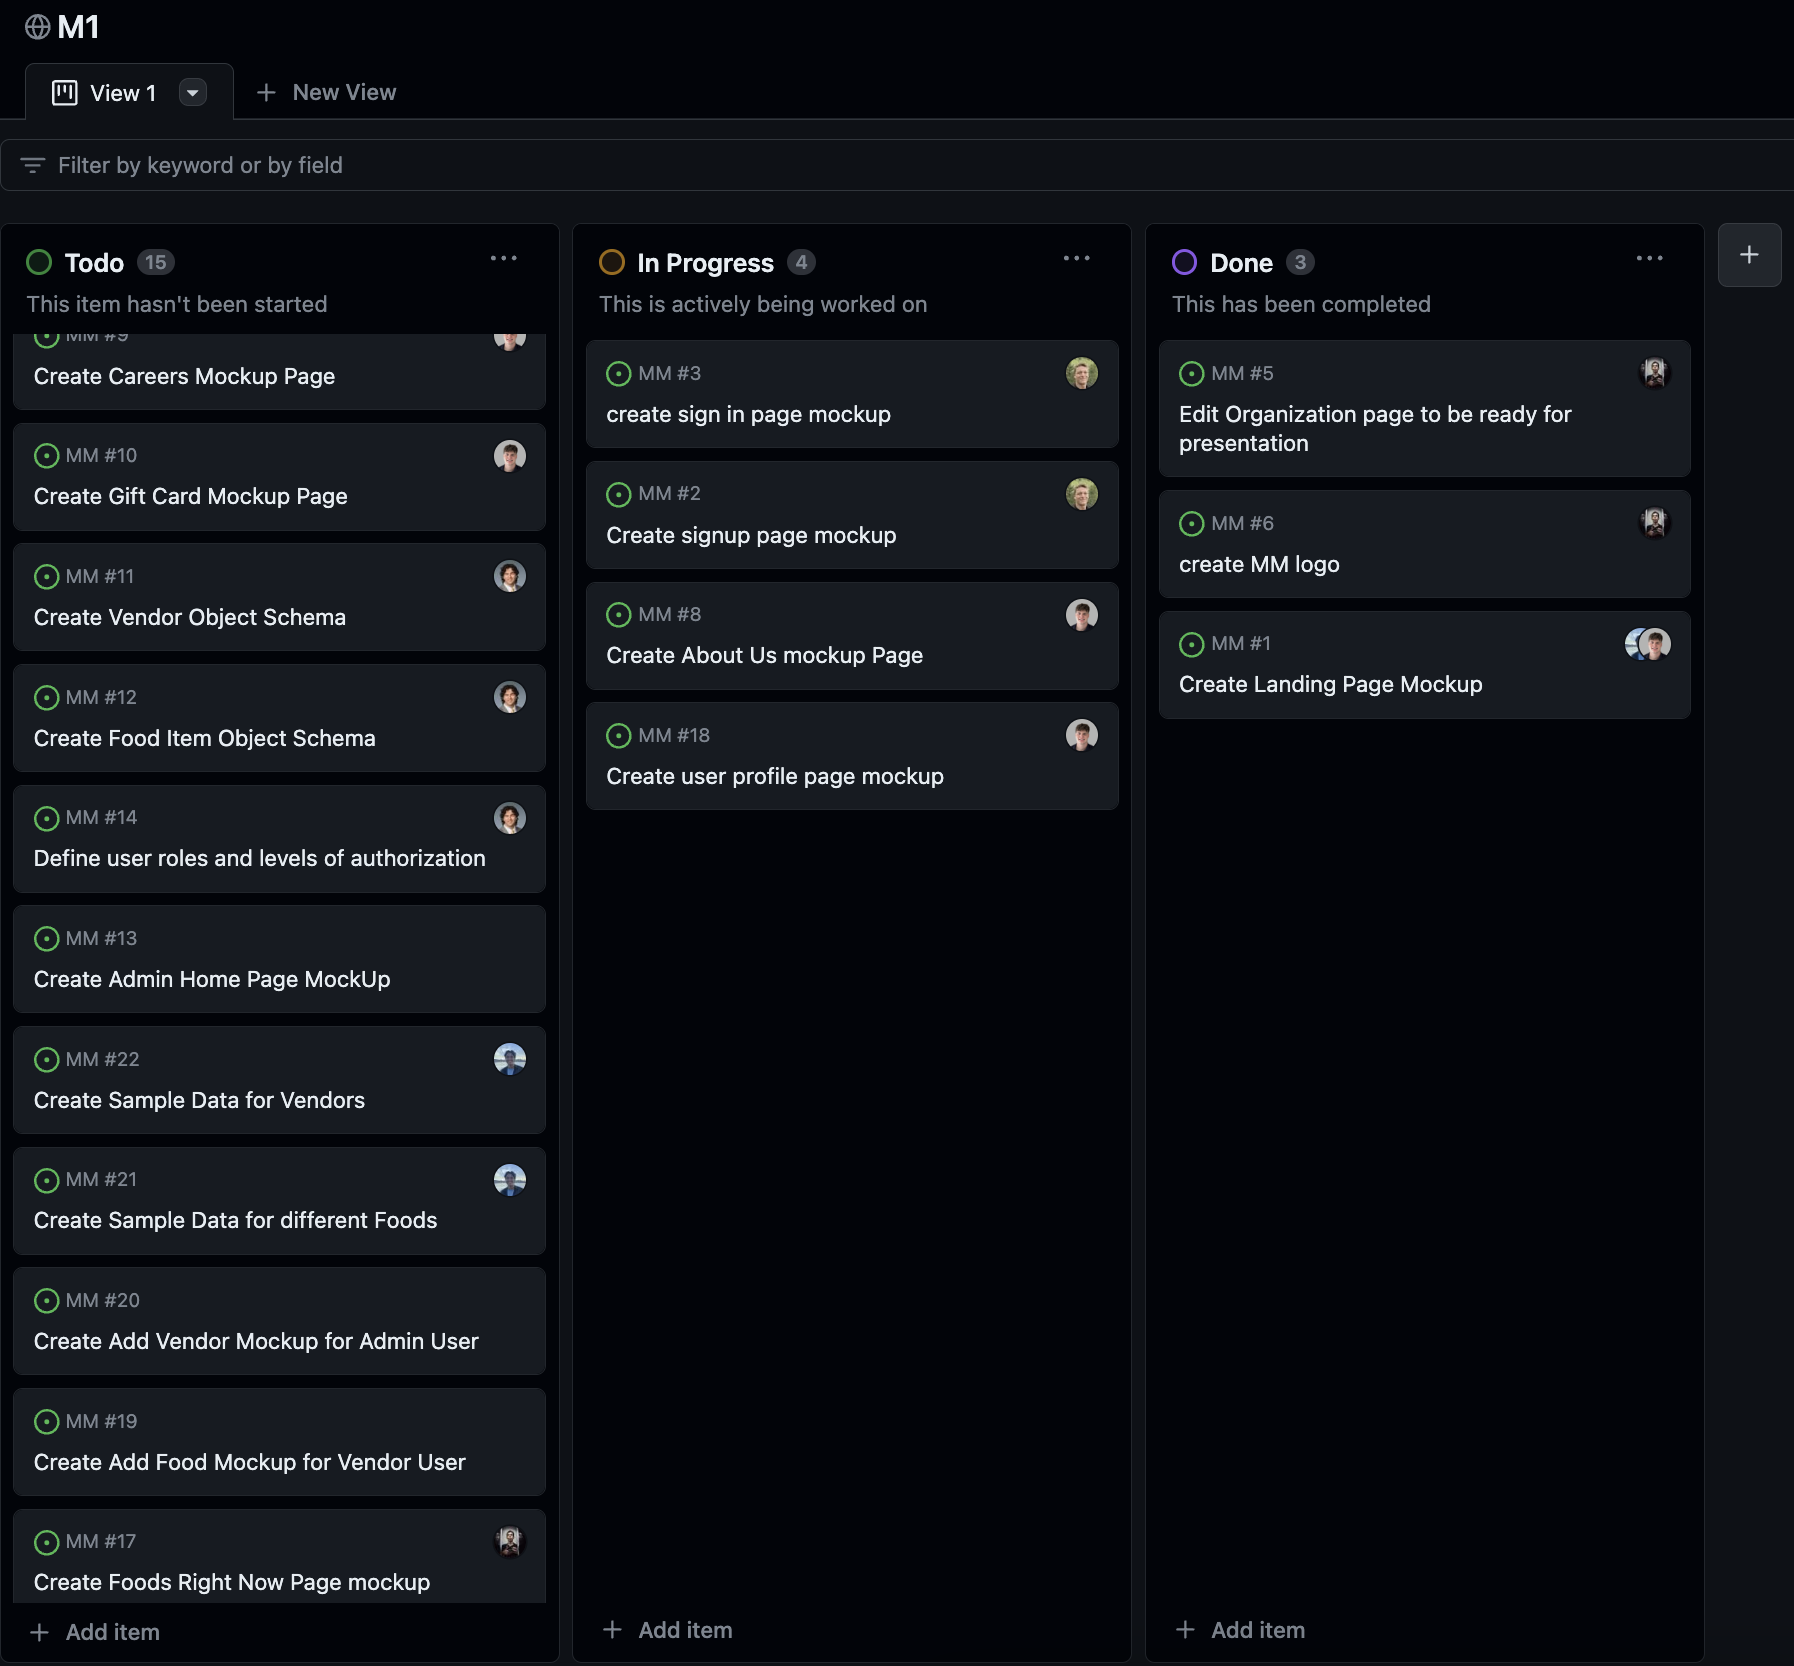 M1
View 1
New View
Filter by keyword or by field
Todo 15
This item hasn't been started
MM #9
Create Careers Mockup Page
MM #10
Create Gift Card Mockup Page
MM #11
Create Vendor Object Schema
MM #12
Create Food Item Object Schema
MM #14
Define user roles and levels of authorization
MM #13
Create Admin Home Page MockUp
MM #22
Create Sample Data for Vendors
MM #21
Create Sample Data for different Foods
MM #20
Create Add Vendor Mockup for Admin User
MM #19
Create Add Food Mockup for Vendor User
MM #17
Create Foods Right Now Page mockup
Add item
In Progress 4
This is actively being worked on
MM #3
create sign in page mockup
MM #2
Create signup page mockup
MM #8
Create About Us mockup Page
MM #18
Create user profile page mockup
Add item
Done 3
This has been completed
MM #5
Edit Organization page to be ready for
presentation
MM #6
create MM logo
MM #1
Create Landing Page Mockup
Add item